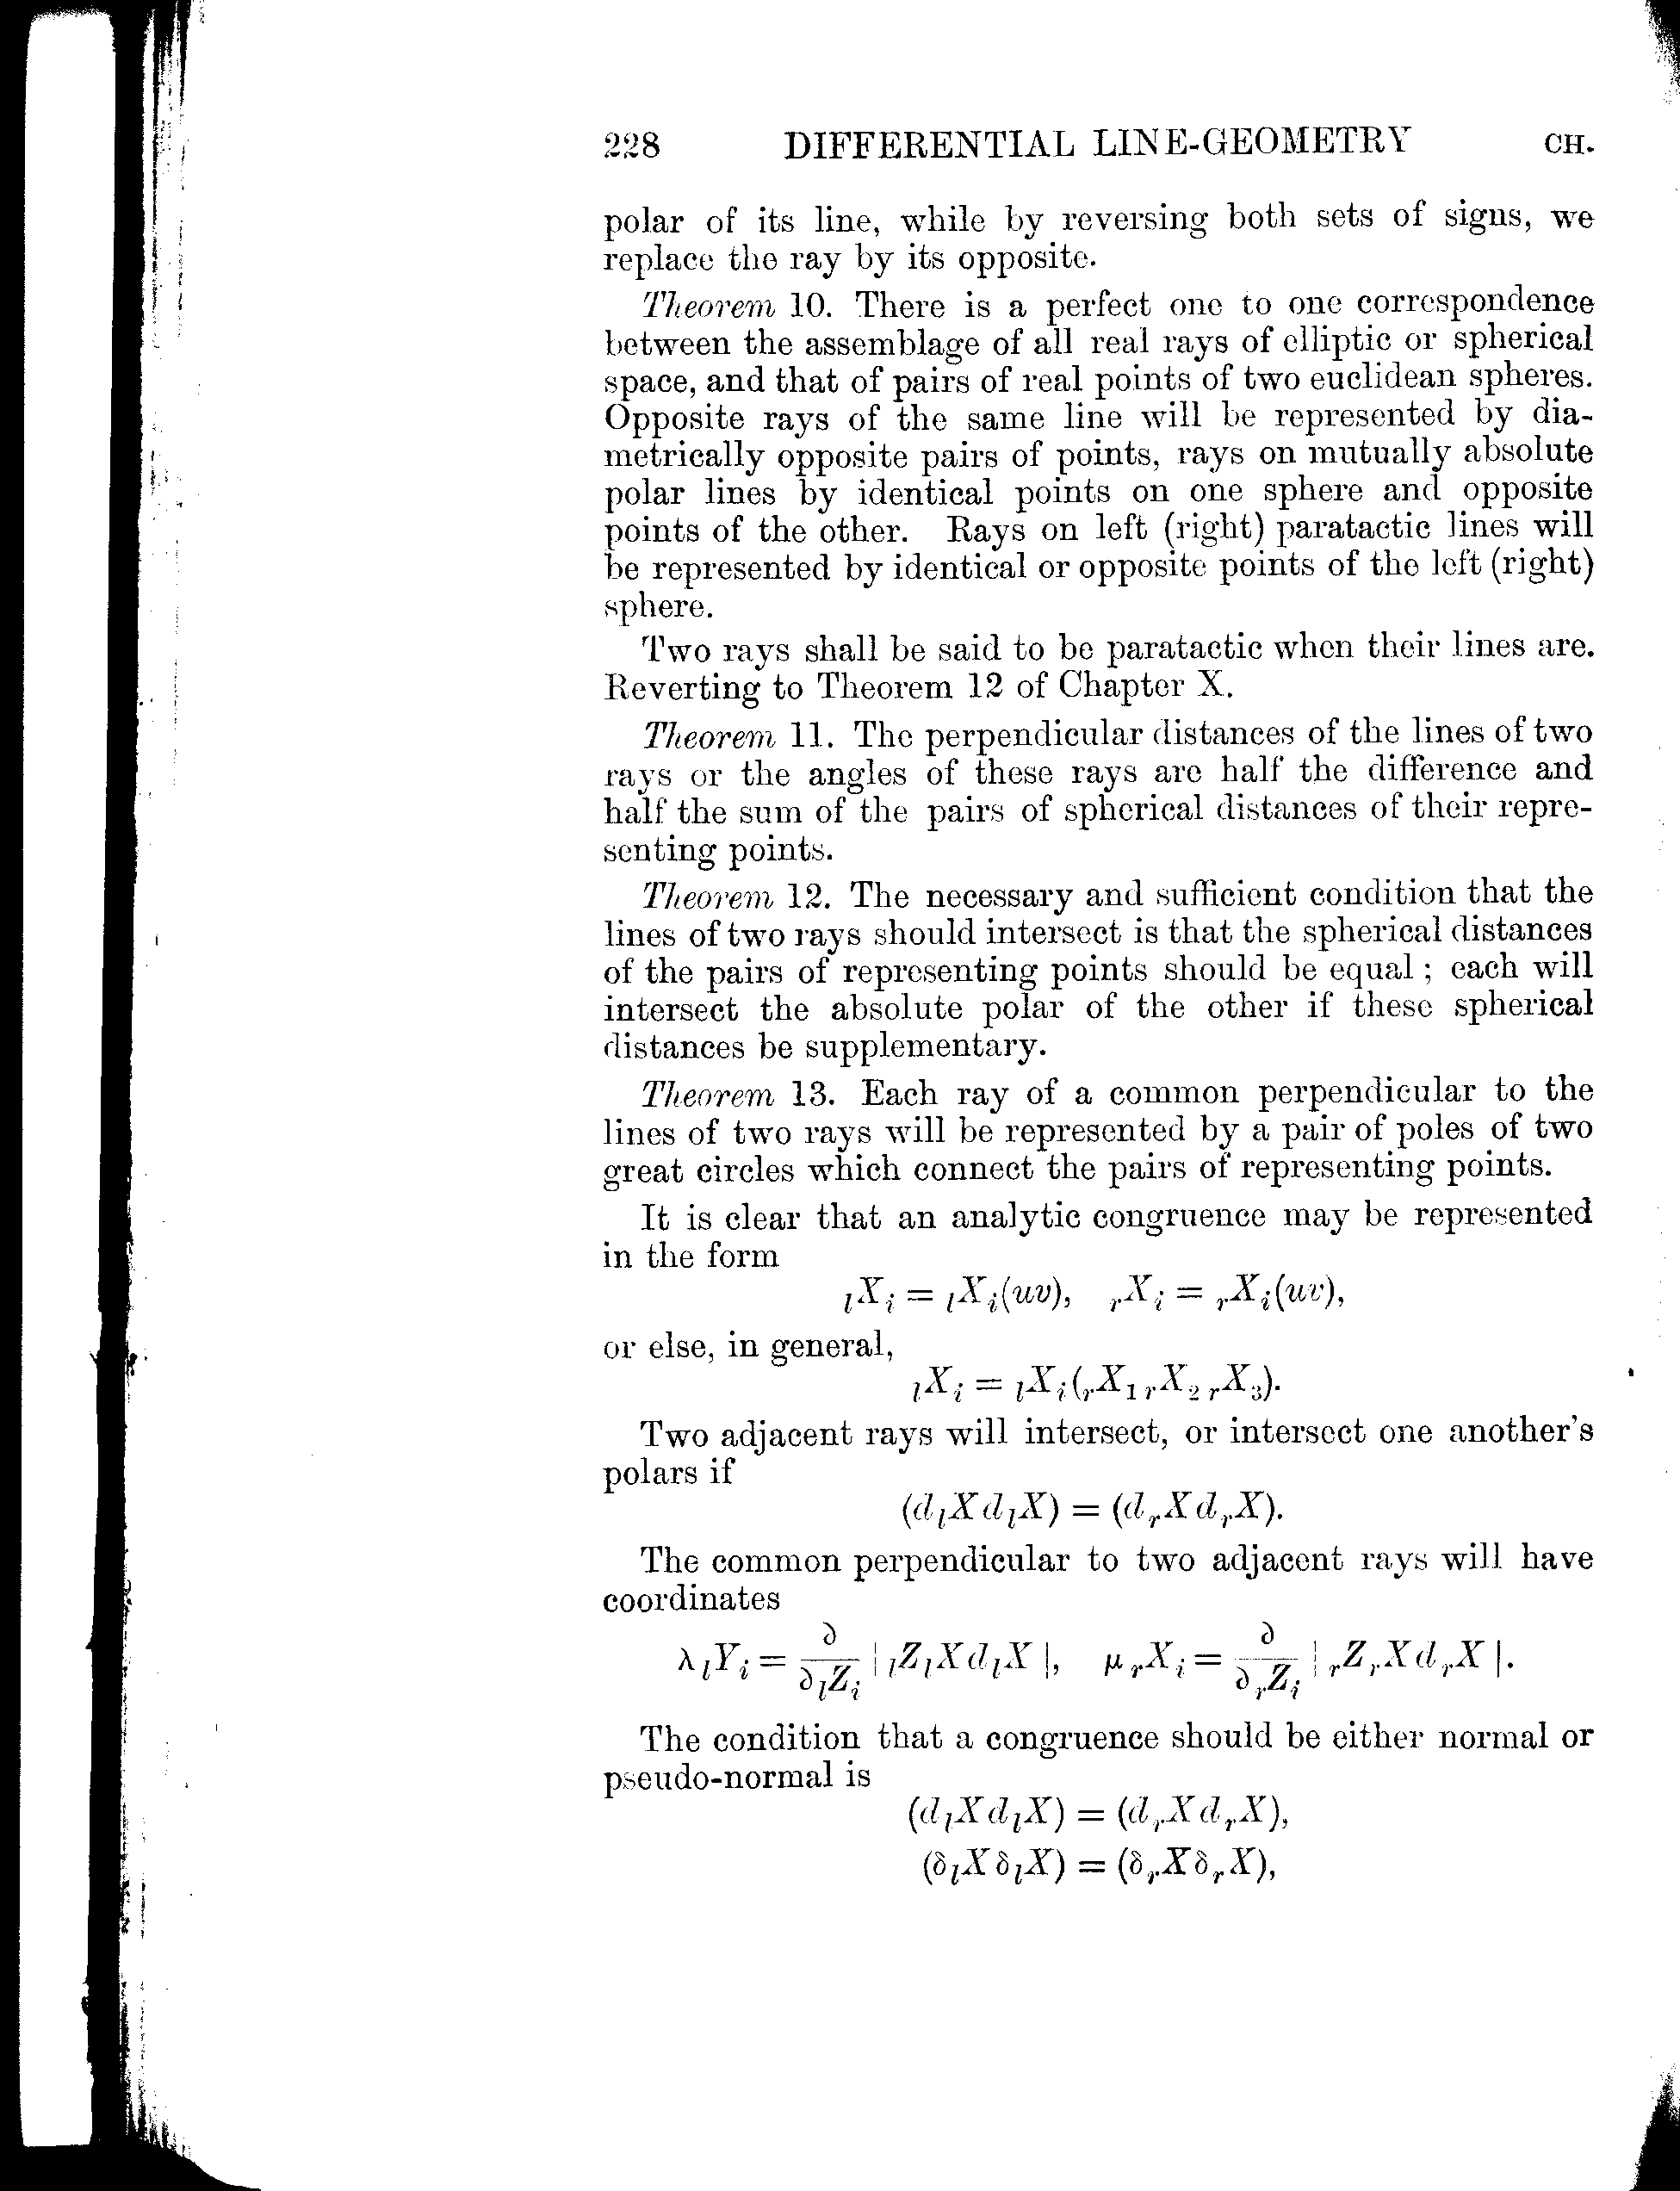 228 DIFFERENTIAL LINE-GEOMETRY CH.
polar of its line, while by reversing both sets of signs, we
replace the ray by its opposite.
Theorem 10. There is a perfect one to one correspondence
between the assemblage of all real rays of elliptic or spherical
space, and that of pairs of real points of two euclidean spheres.
Opposite rays of the same line will be represented by dia-
metrically opposite pairs of points, rays on mutually absolute
polar lines by identical points on one sphere and opposite
points of the other. Rays on left (right) paratactic lines will
be represented by identical or opposite points of the left (right)
sphere.
Two rays shall be said to be paratactic when their lines are.
Reverting to Theorem 12 of Chapter X.
Theorem 11. The perpendicular distances of the lines of two
rays or the angles of these rays are half the difference and
half the sum of the pairs of spherical distances of their repre-
senting points.
Theorem 12. The necessary and sufficient condition that the
lines of two rays should intersect is that the spherical distances
of the pairs of representing points should be equal; each will
intersect the absolute polar of the other if these spherical
distances be supplementary.
Theorem 13. Each ray of a common perpendicular to the
lines of two rays will be represented by a pair of poles of two
great circles which connect the pairs of representing points.
It is clear that an analytic congruence may be represented
in the form
${}_lX_i = {}_lX_i(uv), \quad {}_rX_i = {}_rX_i(uv),$
or else, in general,
${}_lX_i = {}_lX_i({}_rX_1\,{}_rX_2\,{}_rX_3).$
Two adjacent rays will intersect, or intersect one another's
polars if
$(d_lX\,d_lX) = (d_rX\,d_rX).$
The common perpendicular to two adjacent rays will have
coordinates
$\lambda\,{}_lY_i = \frac{\partial}{\partial\,{}_lZ_i}\,|\,{}_lZ\,{}_lX\,d_lX\,|, \quad \mu\,{}_rX_i = \frac{\partial}{\partial\,{}_rZ_i}\,|\,{}_rZ\,{}_rX\,d_rX\,|.$
The condition that a congruence should be either normal or
pseudo-normal is
$(d_lX\,d_lX) = (d_rX\,d_rX),$
$(\delta_lX\,\delta_lX) = (\delta_rX\,\delta_rX),$